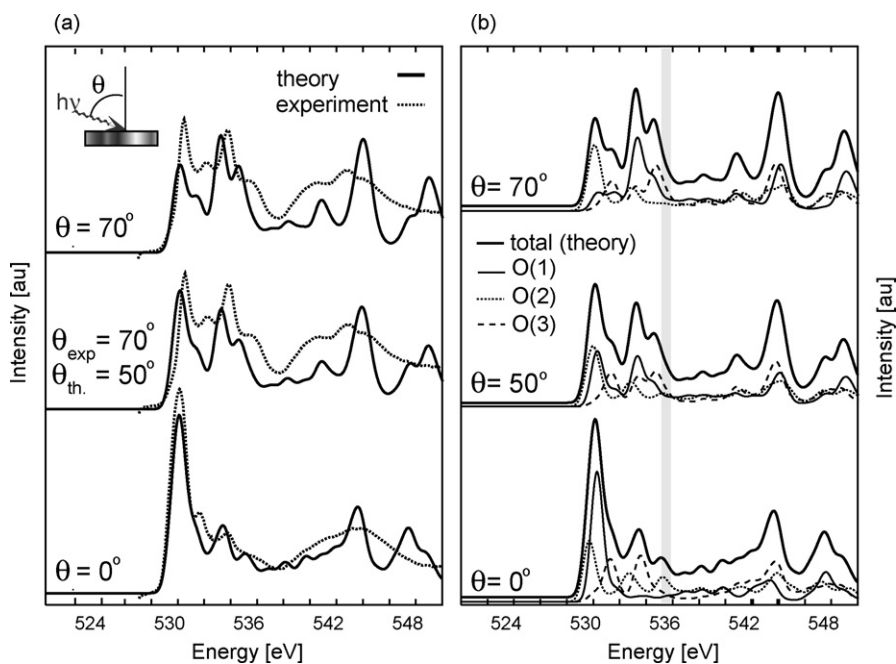 (a)
θ
hν
theory
experiment
θ = 70°
θexp = 70°
θth. = 50°
θ = 0°
Intensity [au]
524 530 536 542 548
Energy [eV]
(b)
θ = 70°
total (theory)
O(1)
O(2)
O(3)
θ = 50°
θ = 0°
Intensity [au]
524 530 536 542 548
Energy [eV]